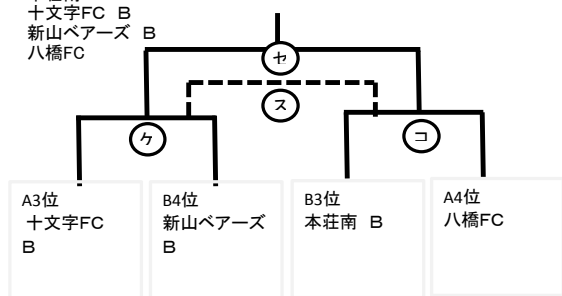 十文字FC B
新山ベアーズ B
八橋FC
セ
ス
ケ
コ
A3位
十文字FC
B
B4位
新山ベアーズ
B
B3位
本荘南 B
A4位
八橋FC